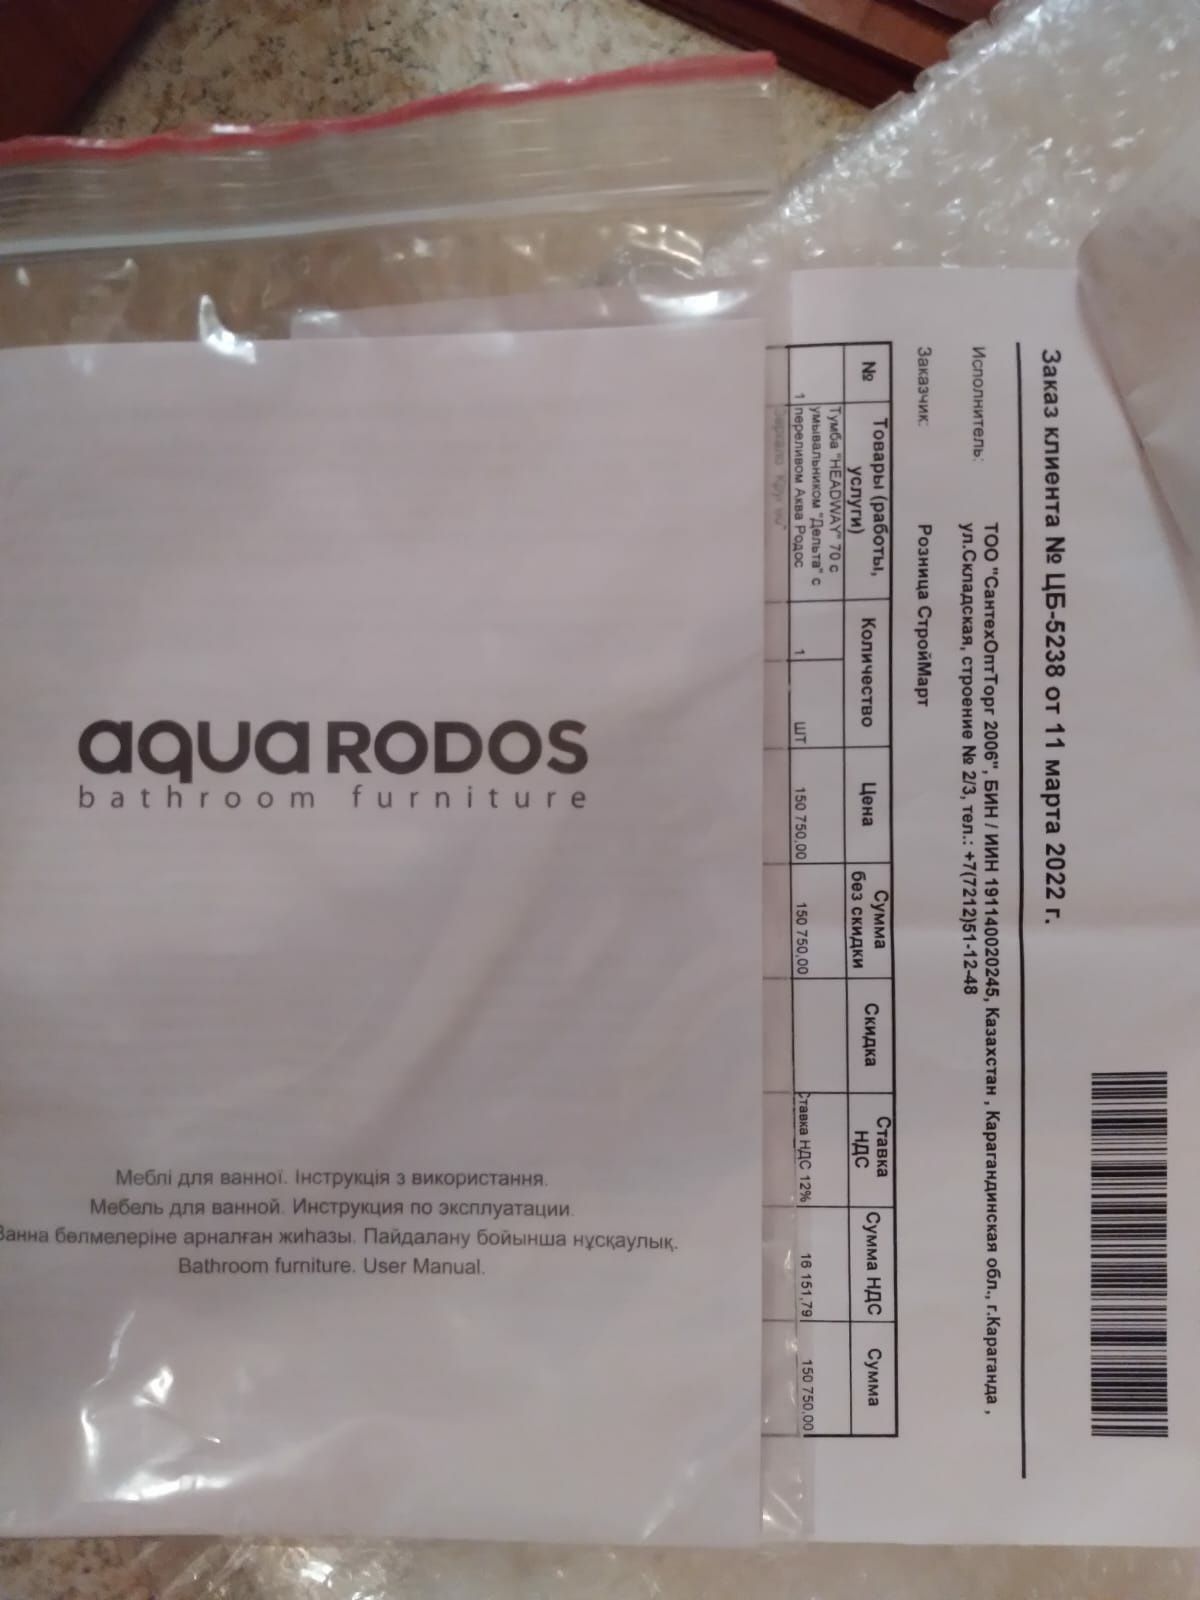 aqua RODOS
bathroom furniture
Меблі для ванної. Інструкція з використання.
Мебель для ванной. Инструкция по эксплуатации.
Ванна бөлмелеріне арналған жиһазы. Пайдалану бойынша нұсқаулық.
Bathroom furniture. User Manual.
Заказ клиента № ЦБ-5238 от 11 марта 2022 г.
Исполнитель: ТОО "СантехОптТорг 2006", БИН / ИИН 191140020245, Казахстан , Карагандинская обл., г.Караганда ,
ул.Складская, строение № 2/3, тел.: +7(7212)51-12-48
Заказчик: Розница СтройМарт
№ Товары (работы, услуги) Количество Цена Сумма без скидки Скидка Ставка НДС Сумма НДС Сумма
Тумба "HEADWAY" 70 с
умывальником "Дельта" с
1 переливом Аква Родос 1 шт 150 750,00 150 750,00 Ставка НДС 12% 16 151,79 150 750,00
Зеркало